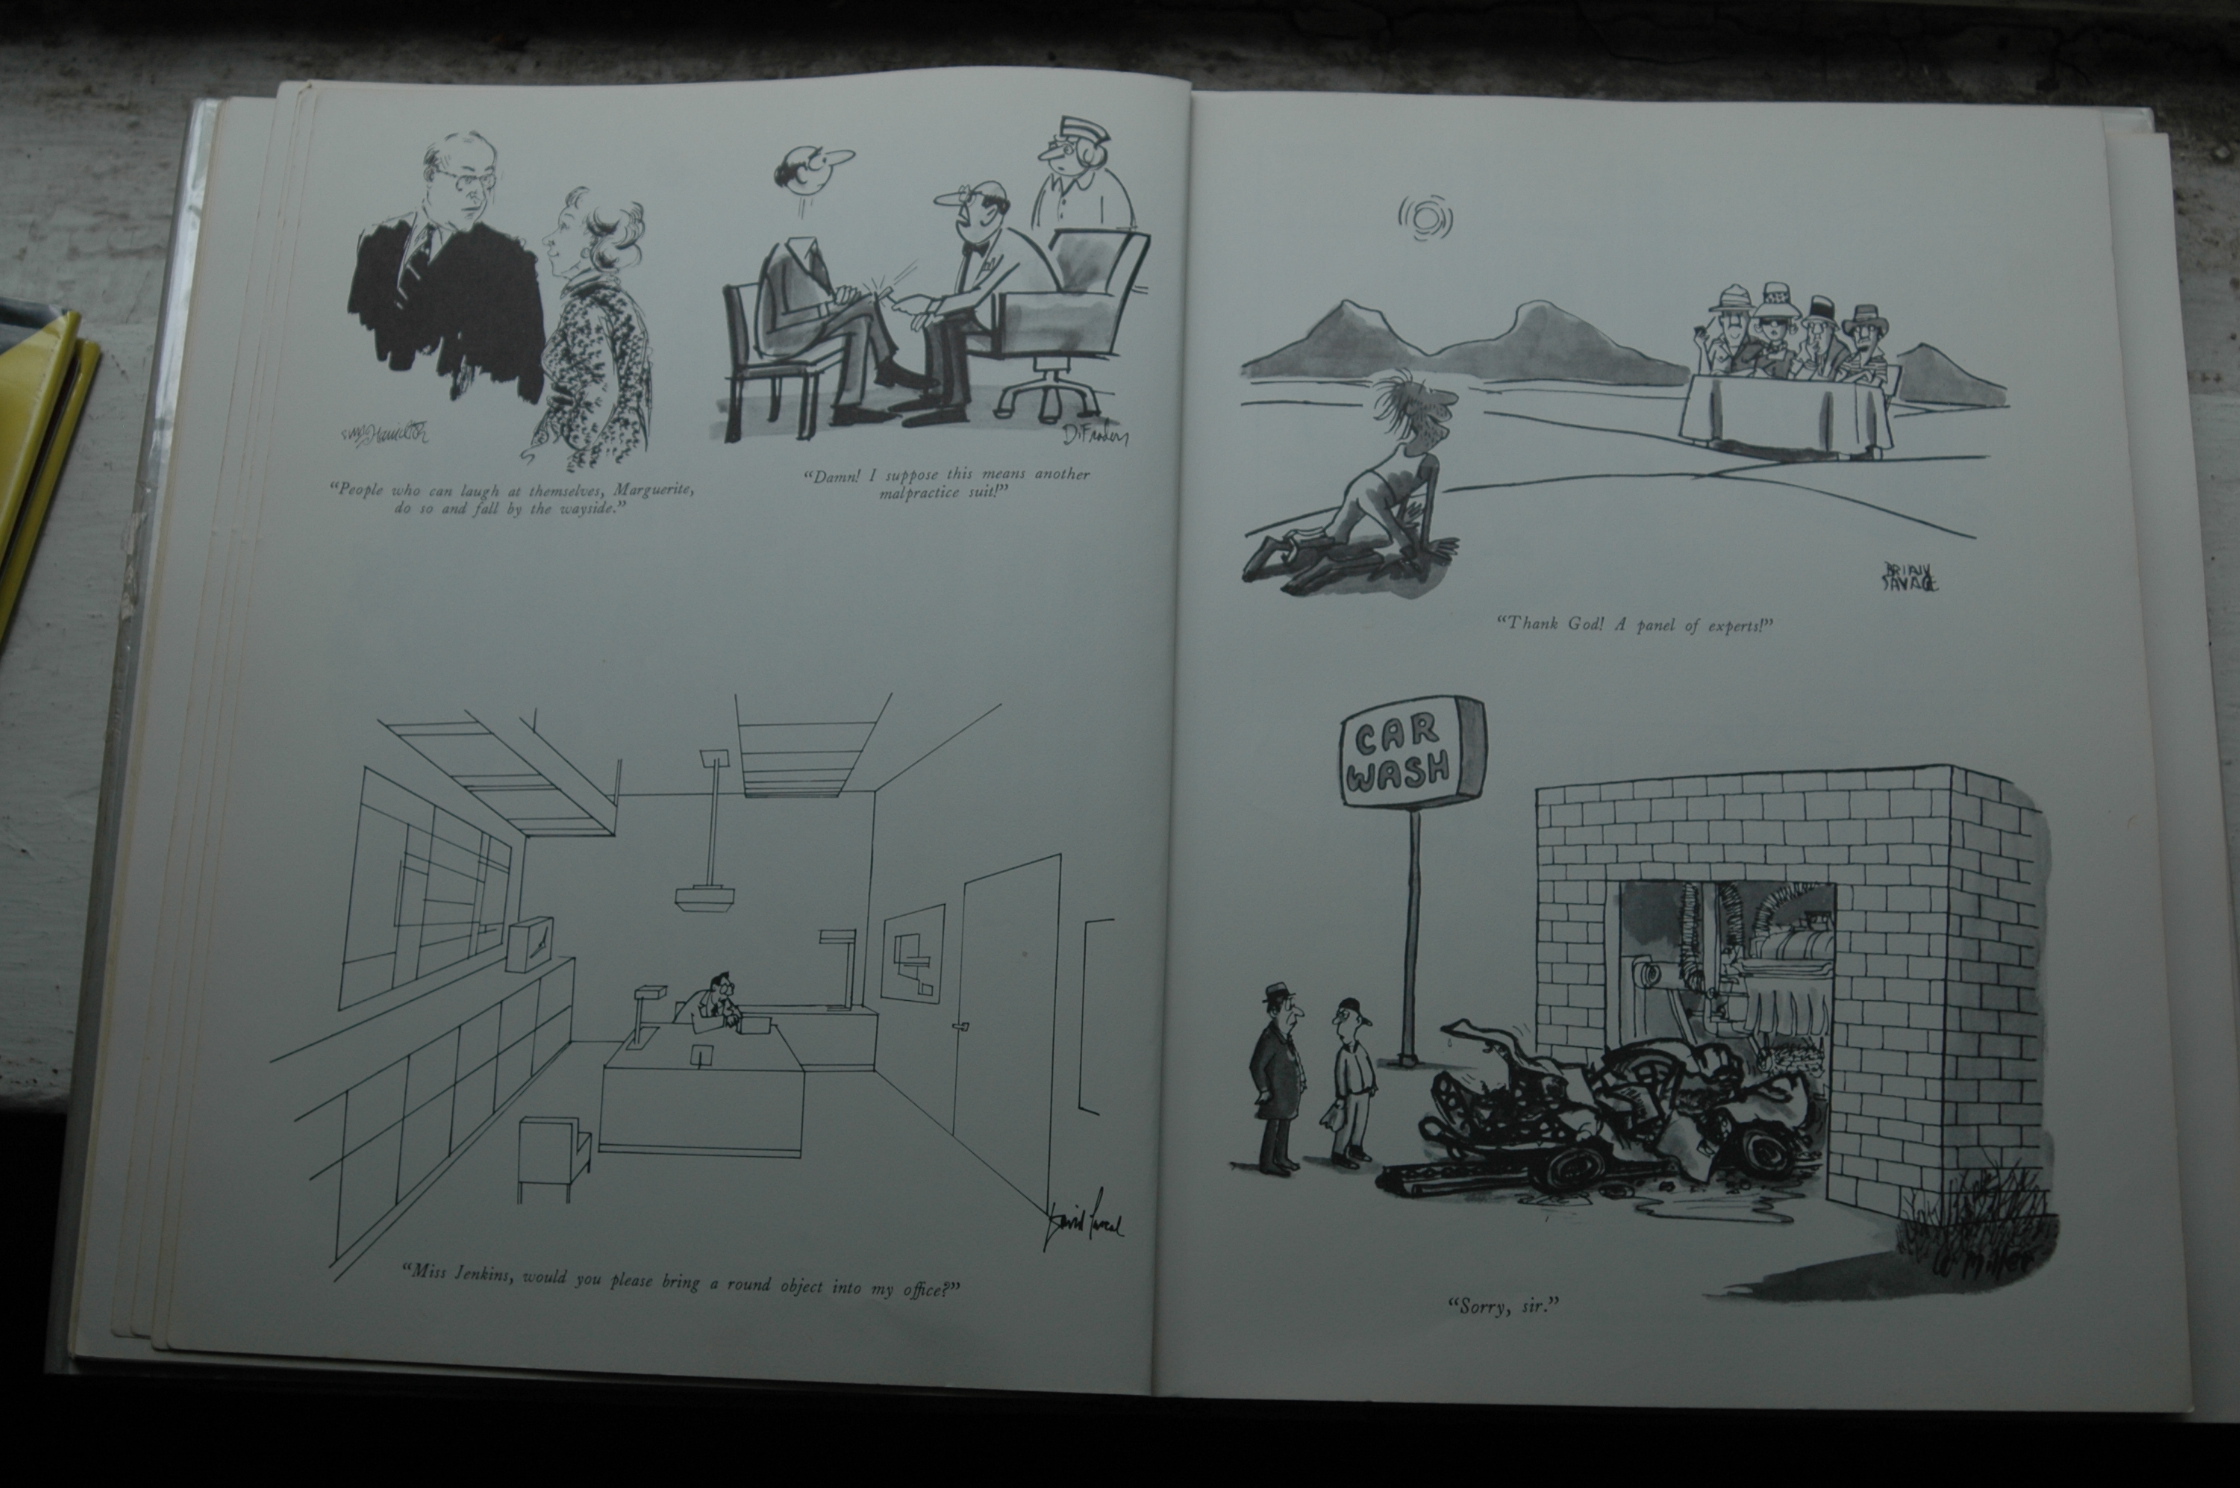 Wm Hamilton
"People who can laugh at themselves, Marguerite,
do so and fall by the wayside."
DiFranlen
"Damn! I suppose this means another
malpractice suit!"
David Pascal
"Miss Jenkins, would you please bring a round object into my office?"
BRIAN
SAVAGE
"Thank God! A panel of experts!"
CAR
WASH
W Miller
"Sorry, sir."